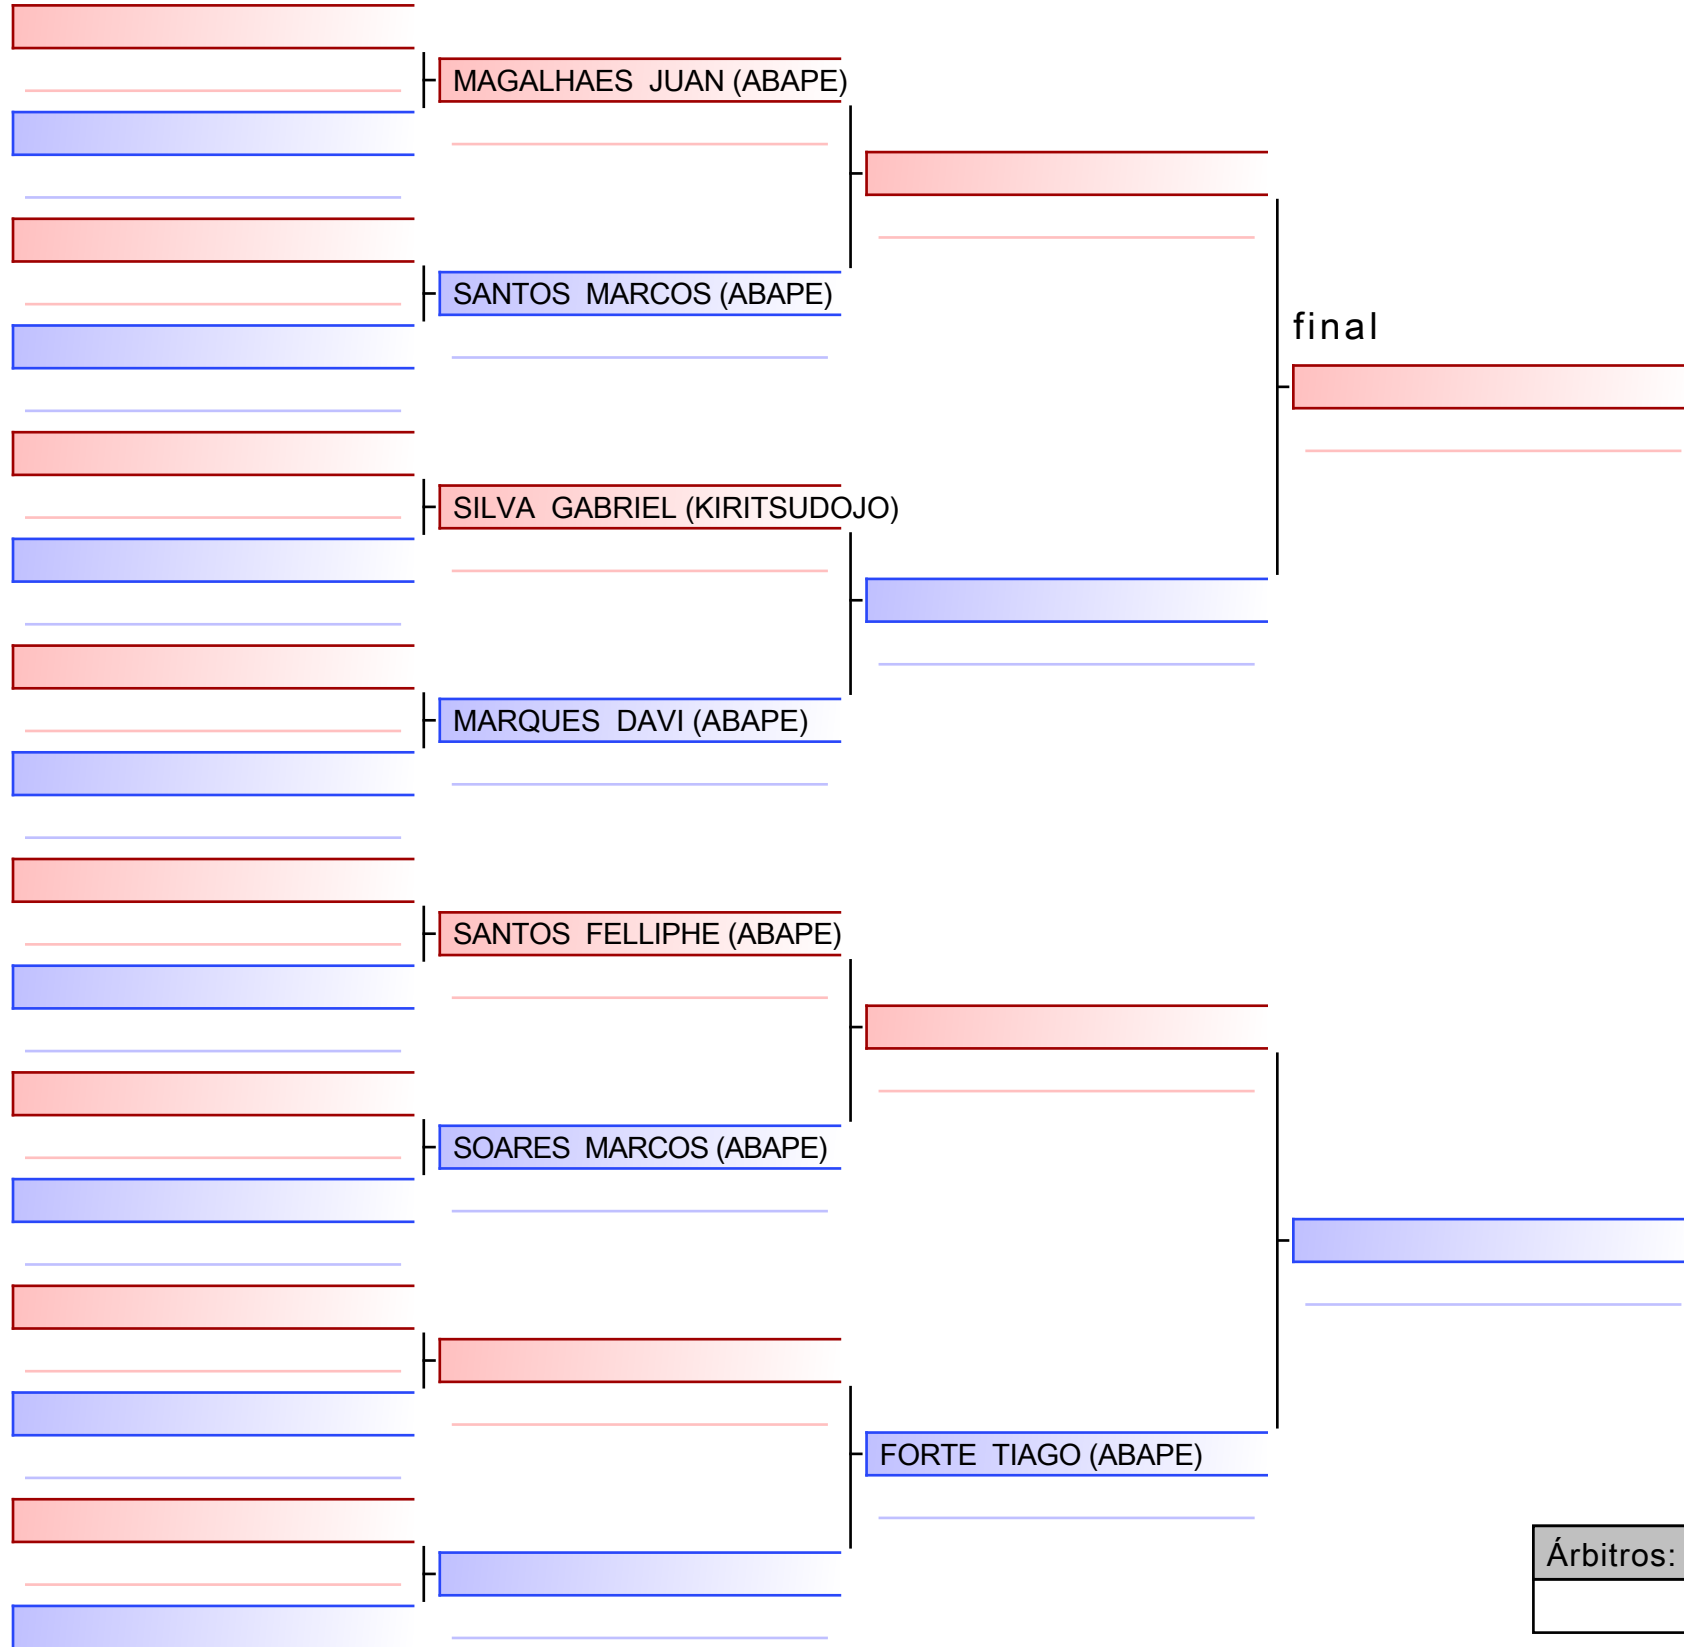 MAGALHAES  JUAN (ABAPE)
SANTOS  MARCOS (ABAPE)
final
SILVA  GABRIEL (KIRITSUDOJO)
MARQUES  DAVI (ABAPE)
SANTOS  FELLIPHE (ABAPE)
SOARES  MARCOS (ABAPE)
FORTE  TIAGO (ABAPE)
Árbitros: